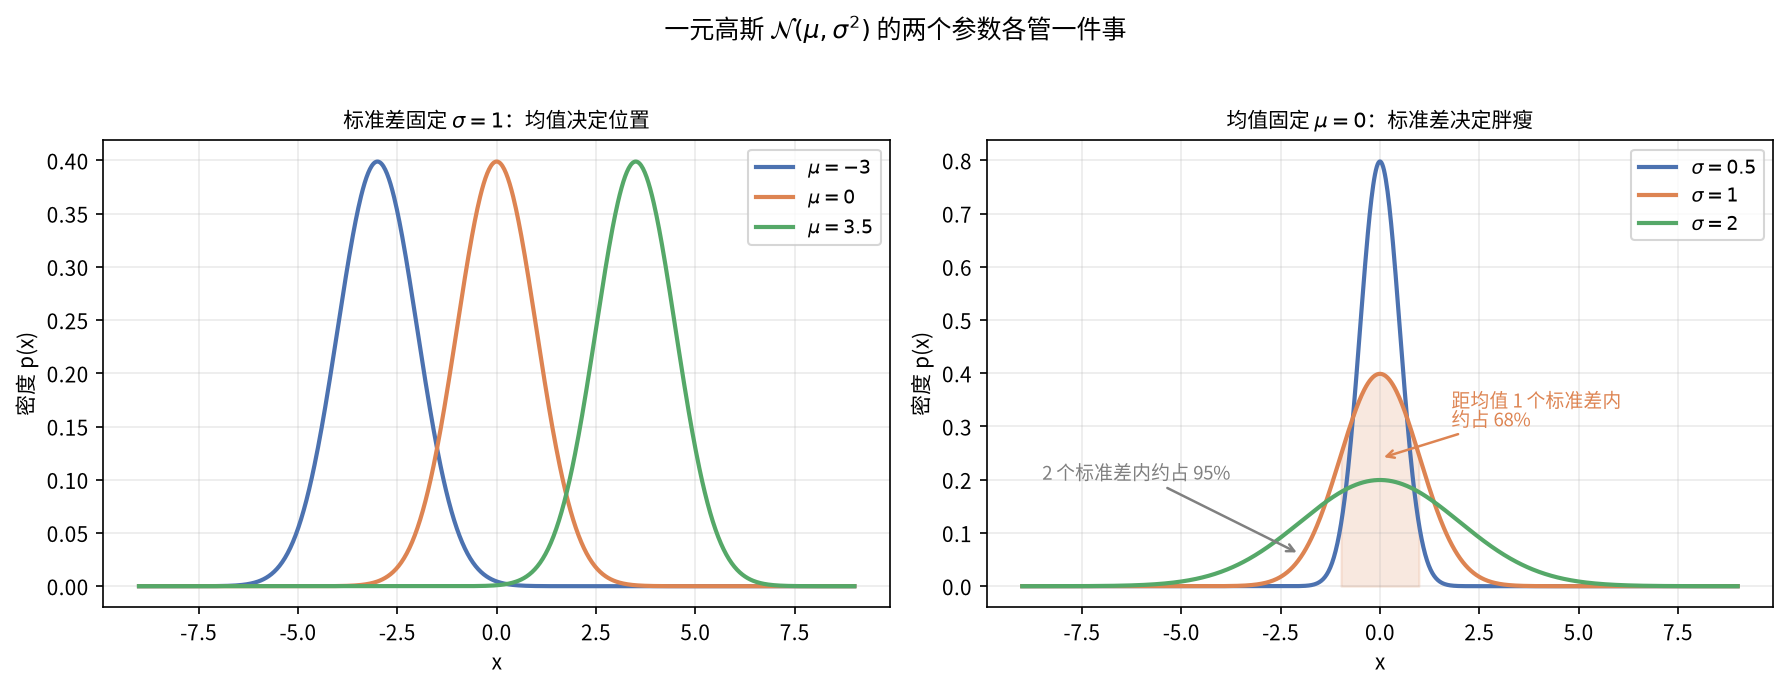 一元高斯 𝒩(μ, σ²) 的两个参数各管一件事
标准差固定 σ = 1：均值决定位置
密度 p(x)
0.40
0.35
0.30
0.25
0.20
0.15
0.10
0.05
0.00
μ = −3
μ = 0
μ = 3.5
-7.5 -5.0 -2.5 0.0 2.5 5.0 7.5
x
均值固定 μ = 0：标准差决定胖瘦
密度 p(x)
0.8
0.7
0.6
0.5
0.4
0.3
0.2
0.1
0.0
σ = 0.5
σ = 1
σ = 2
距均值 1 个标准差内
约占 68%
2 个标准差内约占 95%
-7.5 -5.0 -2.5 0.0 2.5 5.0 7.5
x